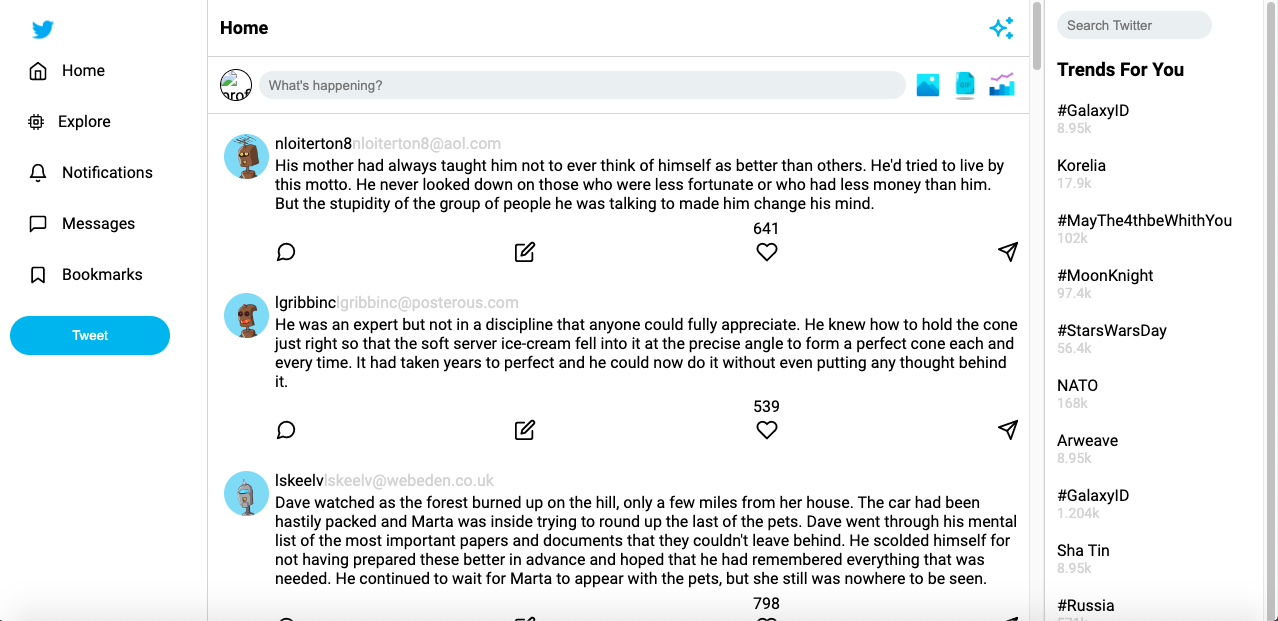 Home
Explore
Notifications
Messages
Bookmarks
Tweet
Home
What's happening?
GIF
nloiterton8nloiterton8@aol.com
His mother had always taught him not to ever think of himself as better than others. He'd tried to live by
this motto. He never looked down on those who were less fortunate or who had less money than him.
But the stupidity of the group of people he was talking to made him change his mind.
641
lgribbinclgribbinc@posterous.com
He was an expert but not in a discipline that anyone could fully appreciate. He knew how to hold the cone
just right so that the soft server ice-cream fell into it at the precise angle to form a perfect cone each and
every time. It had taken years to perfect and he could now do it without even putting any thought behind
it.
539
lskeelvlskeelv@webeden.co.uk
Dave watched as the forest burned up on the hill, only a few miles from her house. The car had been
hastily packed and Marta was inside trying to round up the last of the pets. Dave went through his mental
list of the most important papers and documents that they couldn't leave behind. He scolded himself for
not having prepared these better in advance and hoped that he had remembered everything that was
needed. He continued to wait for Marta to appear with the pets, but she still was nowhere to be seen.
798
Search Twitter
Trends For You
#GalaxyID
8.95k
Korelia
17.9k
#MayThe4thbeWhithYou
102k
#MoonKnight
97.4k
#StarsWarsDay
56.4k
NATO
168k
Arweave
8.95k
#GalaxyID
1.204k
Sha Tin
8.95k
#Russia